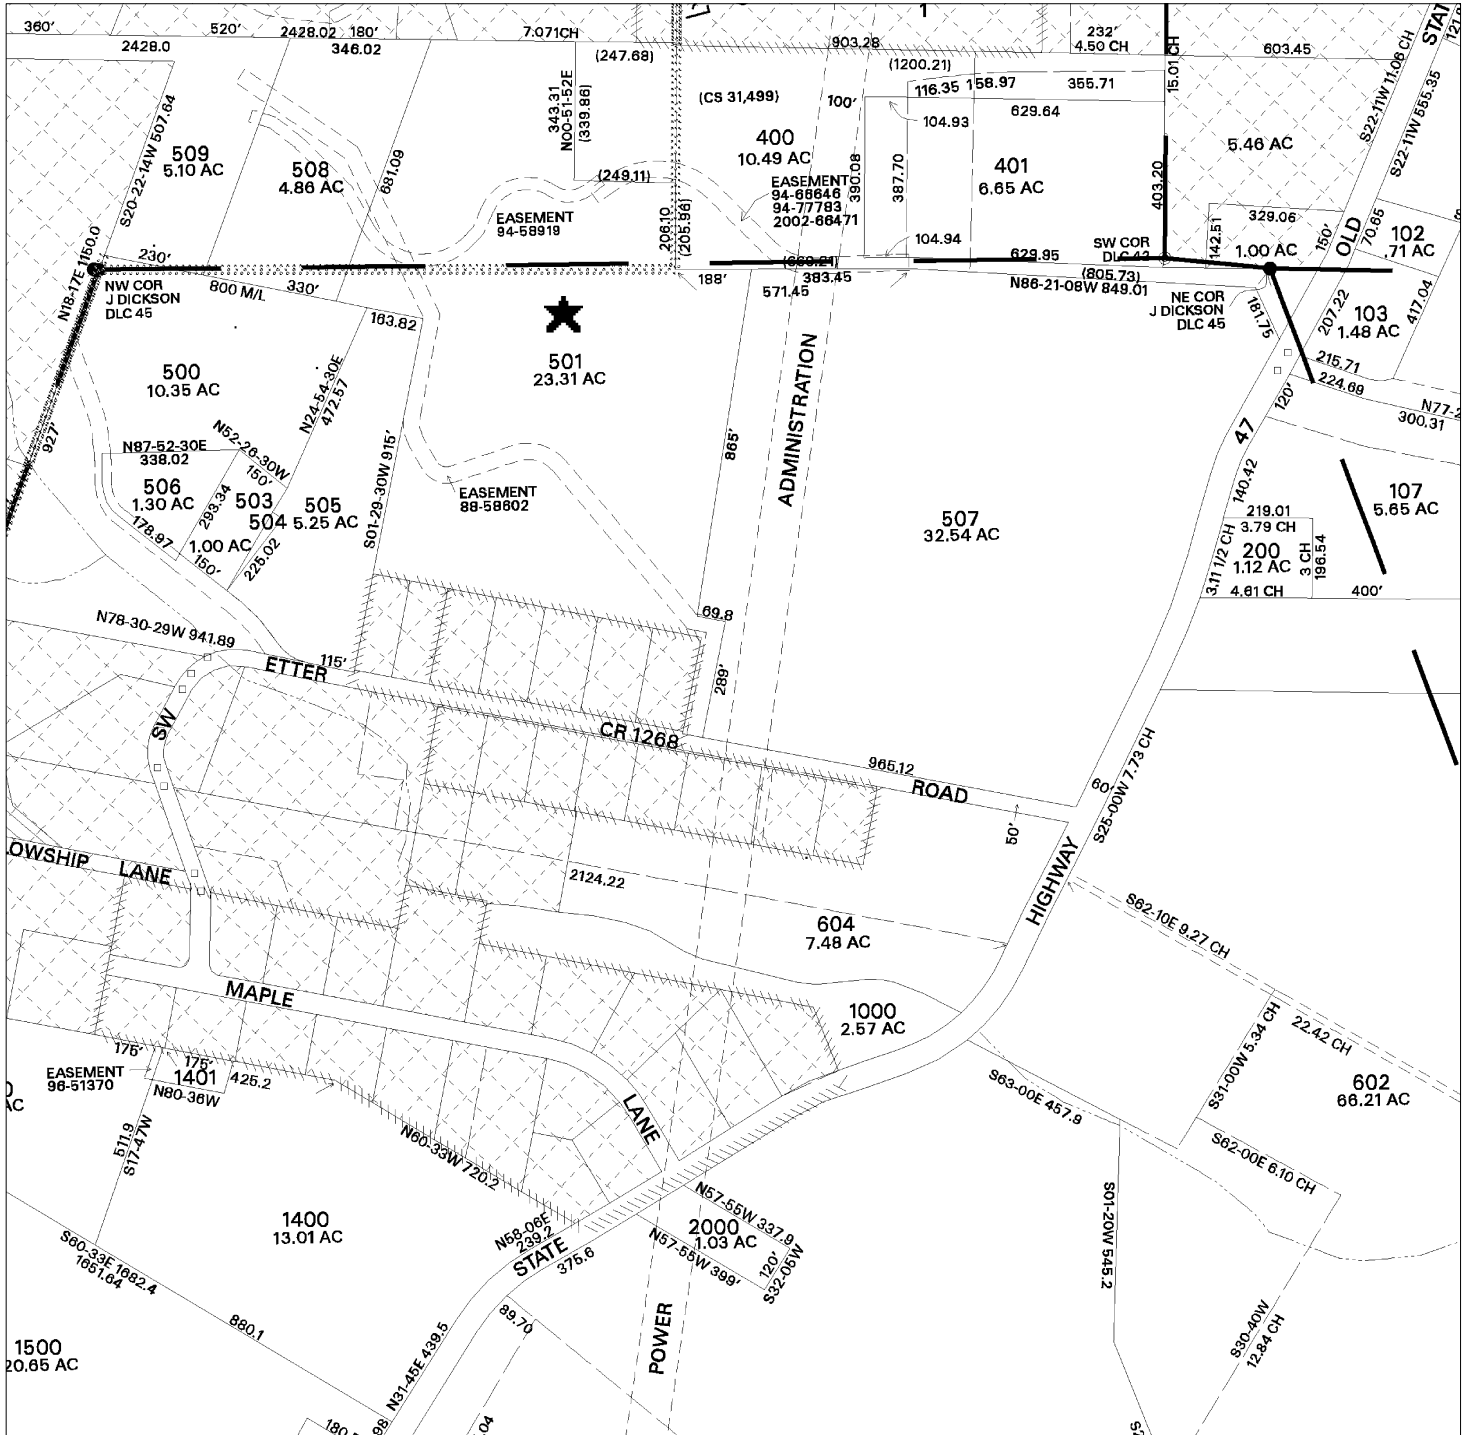 1
STAT
360'
520'
2428.02
180'
7.071CH
232'
903.28
4.50 CH
603.45
2428.0
346.02
(247.68)
(1200.21)
15.01 CH
S22-11W 11.08 CH
S22-11W 555.35
116.35
158.97
355.71
(CS 31,499)
100'
629.64
104.93
343.31
N00-51-52E
(339.86)
S20-22-14W 507.64
400
10.49 AC
5.46 AC
509
5.10 AC
508
4.86 AC
681.09
(249.11)
EASEMENT
94-66646
94-77783
2002-66471
390.08
387.70
401
6.65 AC
403.20
EASEMENT
94-58919
206.10
(205.96)
329.06
142.51
150'
OLD
70.65
102
.71 AC
104.94
SW COR
1.00 AC
N18-17E 1150.0
230'
629.95
(805.73)
N86-21-08W 849.01
188'
383.45
571.45
NW COR
J DICKSON
DLC 45
800 M/L
330'
163.82
NE COR
J DICKSON
DLC 45
181.75
207.22
103
1.48 AC
417.04
501
23.31 AC
ADMINISTRATION
215.71
224.69
500
10.35 AC
N24-54-30E
472.57
120'
300.31
927'
N87-52-30E
338.02
N52-26-30W
150'
S01-29-30W 915'
865'
47
140.42
506
1.30 AC
293.34
503
504
505
5.25 AC
1.00 AC
EASEMENT
88-58602
507
32.54 AC
107
5.65 AC
178.97
150'
225.02
219.01
3.79 CH
200
1.12 AC
3 CH
196.54
3.11 1/2 CH
4.61 CH
400'
69.8
N78-30-29W 941.89
115'
ETTER
289'
SW
CR 1268
965.12
ROAD
60'
S25-00W 7.73 CH
50'
LOWSHIP LANE
2124.22
HIGHWAY
604
7.48 AC
S62-10E 9.27 CH
MAPLE
1000
2.57 AC
22.42 CH
S31-00W 5.34 CH
175'
EASEMENT
96-51370
175'
1401
425.2
N80-36W
602
66.21 AC
S63-00E 457.9
LANE
511.9
S17-47W
N60-33W 720.2
S62-00E 6.10 CH
1400
13.01 AC
N57-55W 337.9
2000
1.03 AC
N57-55W 399'
120'
S32-05W
S01-20W 545.2
N58-06E
239.2
STATE
375.6
S60-33E 1682.4
1651.64
880.1
89.70
POWER
S30-40W
12.84 CH
1500
20.65 AC
N31-45E 439.5